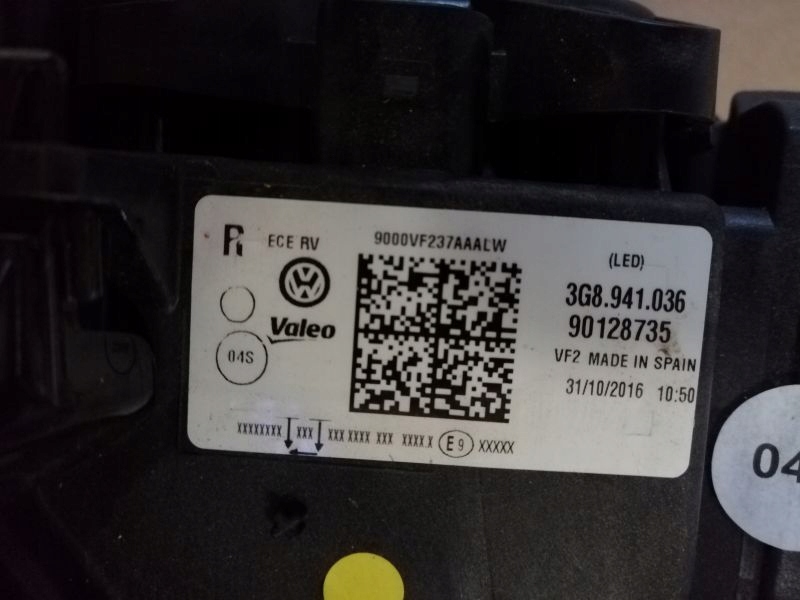 R ECE RV
9000VF237AAALW
(LED)
Valeo
3G8.941.036
90128735
04S
VF2 MADE IN SPAIN
31/10/2016 10:50
XXXXXXXX XXX XXX XXXX XXX XXXX X E9 XXXXX
04